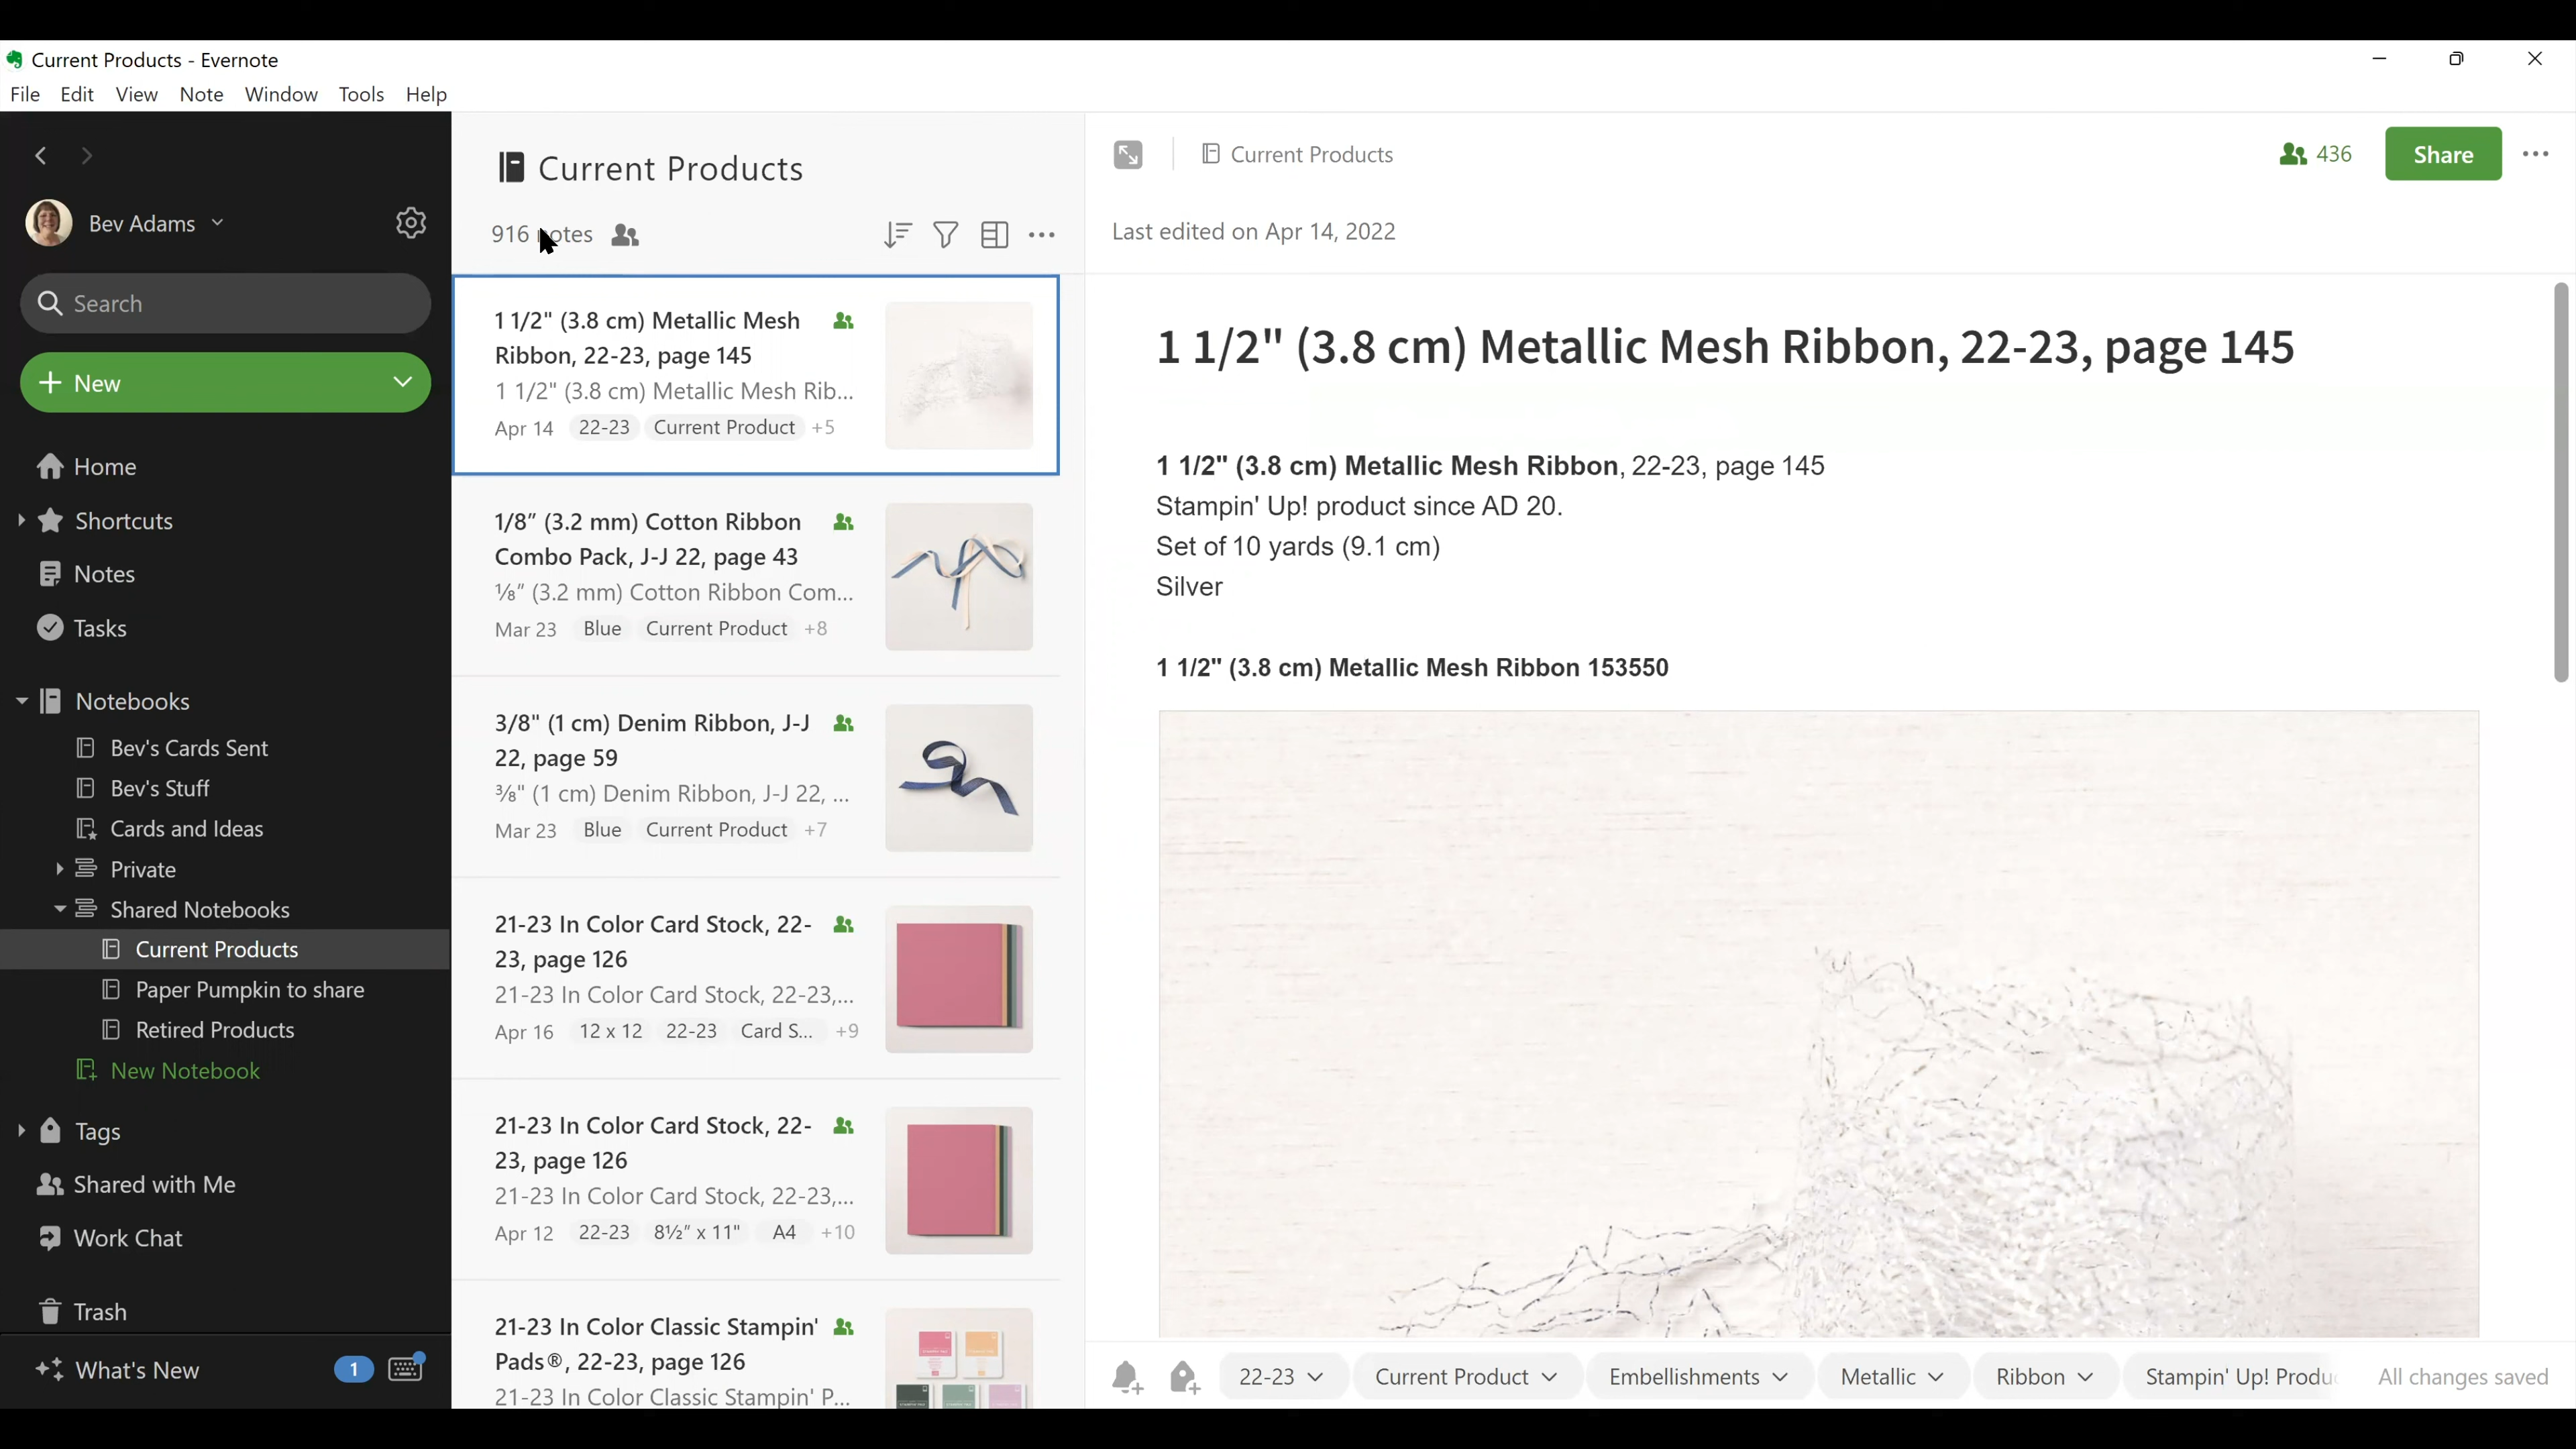 Current Products - Evernote
File Edit View Note Window Tools Help
Bev Adams
Search
New
Home
Shortcuts
Notes
Tasks
Notebooks
Bev's Cards Sent
Bev's Stuff
Cards and Ideas
Private
Shared Notebooks
Current Products
Paper Pumpkin to share
Retired Products
New Notebook
Tags
Shared with Me
Work Chat
Trash
What's New 1
Current Products
916 notes
1 1/2" (3.8 cm) Metallic Mesh
Ribbon, 22-23, page 145
1 1/2" (3.8 cm) Metallic Mesh Rib...
Apr 14 22-23 Current Product +5
1/8” (3.2 mm) Cotton Ribbon
Combo Pack, J-J 22, page 43
⅛” (3.2 mm) Cotton Ribbon Com...
Mar 23 Blue Current Product +8
3/8" (1 cm) Denim Ribbon, J-J
22, page 59
⅜" (1 cm) Denim Ribbon, J-J 22, ...
Mar 23 Blue Current Product +7
21-23 In Color Card Stock, 22-
23, page 126
21-23 In Color Card Stock, 22-23,...
Apr 16 12 x 12 22-23 Card S... +9
21-23 In Color Card Stock, 22-
23, page 126
21-23 In Color Card Stock, 22-23,...
Apr 12 22-23 8½” x 11" A4 +10
21-23 In Color Classic Stampin'
Pads®, 22-23, page 126
21-23 In Color Classic Stampin' P...
Current Products
436 Share
Last edited on Apr 14, 2022
1 1/2" (3.8 cm) Metallic Mesh Ribbon, 22-23, page 145
1 1/2" (3.8 cm) Metallic Mesh Ribbon, 22-23, page 145
Stampin' Up! product since AD 20.
Set of 10 yards (9.1 cm)
Silver
1 1/2" (3.8 cm) Metallic Mesh Ribbon 153550
22-23 Current Product Embellishments Metallic Ribbon Stampin' Up! Produc All changes saved